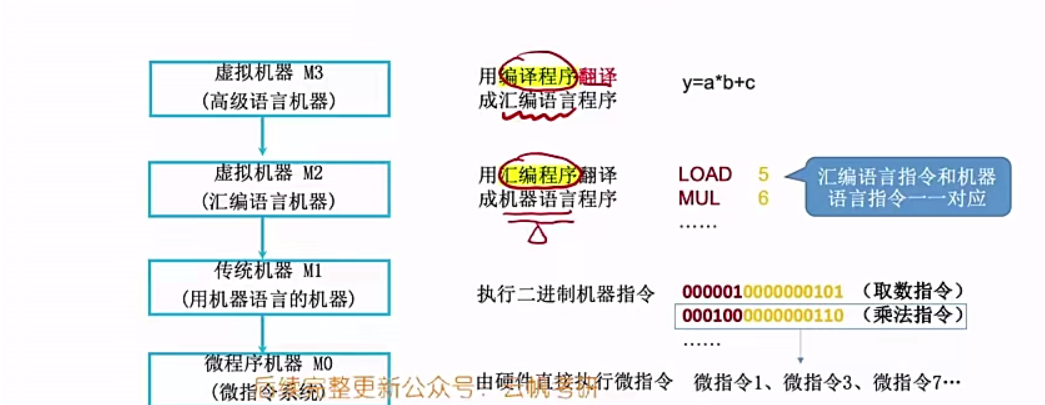 虚拟机器 M3
(高级语言机器)
用编译程序翻译
成汇编语言程序
y=a*b+c
虚拟机器 M2
(汇编语言机器)
用汇编程序翻译
成机器语言程序
LOAD 5
MUL 6
……
汇编语言指令和机器
语言指令一一对应
传统机器 M1
(用机器语言的机器)
执行二进制机器指令
0000010000000101 (取数指令)
0001000000000110 (乘法指令)
……
微程序机器 M0
(微指令系统)
由硬件直接执行微指令
微指令1、微指令3、微指令7…
后续完整更新公众号：云帆考研